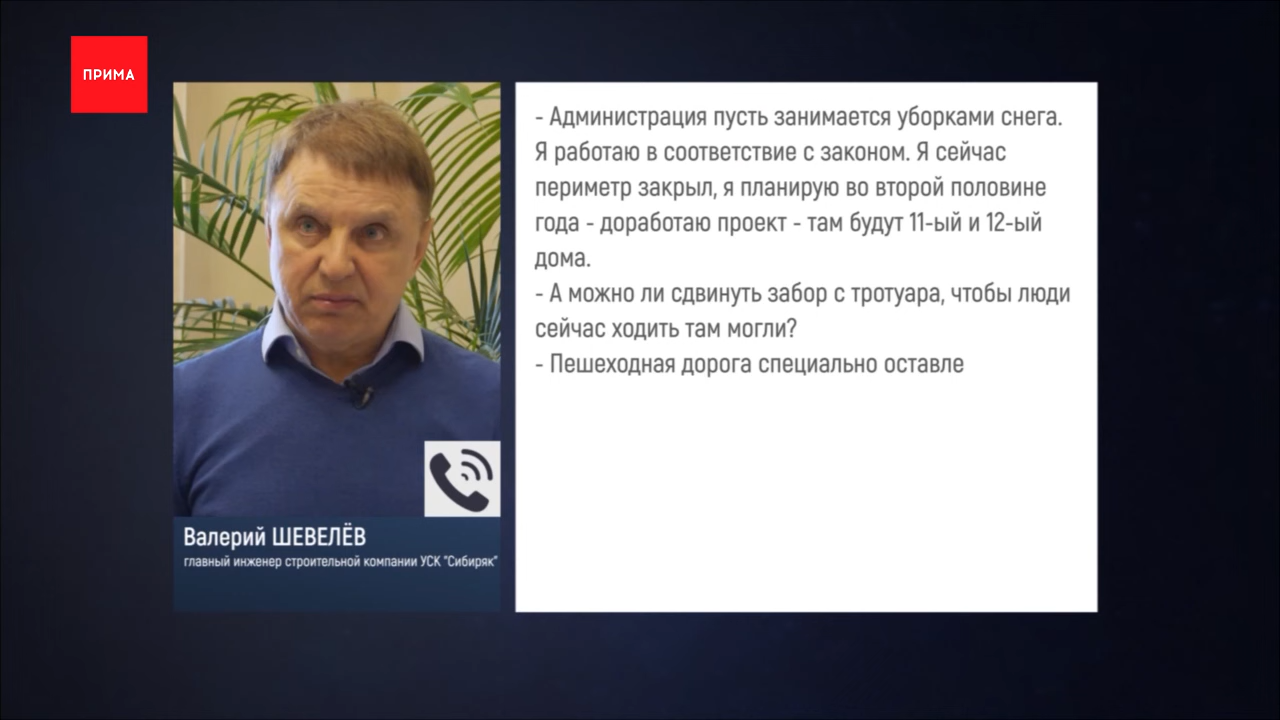 ПРИМА
- Администрация пусть занимается уборками снега.
Я работаю в соответствие с законом. Я сейчас
периметр закрыл, я планирую во второй половине
года - доработаю проект - там будут 11-ый и 12-ый
дома.
- А можно ли сдвинуть забор с тротуара, чтобы люди
сейчас ходить там могли?
- Пешеходная дорога специально оставле
Валерий ШЕВЕЛЁВ
главный инженер строительной компании УСК "Сибиряк"